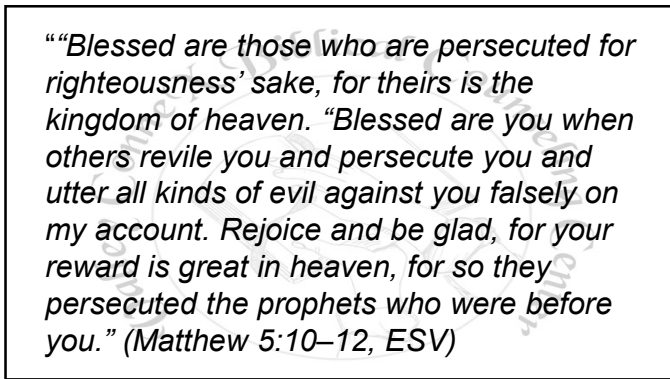 ““Blessed are those who are persecuted for
righteousness’ sake, for theirs is the
kingdom of heaven. “Blessed are you when
others revile you and persecute you and
utter all kinds of evil against you falsely on
my account. Rejoice and be glad, for your
reward is great in heaven, for so they
persecuted the prophets who were before
you.” (Matthew 5:10–12, ESV)
Biblical Counseling Center